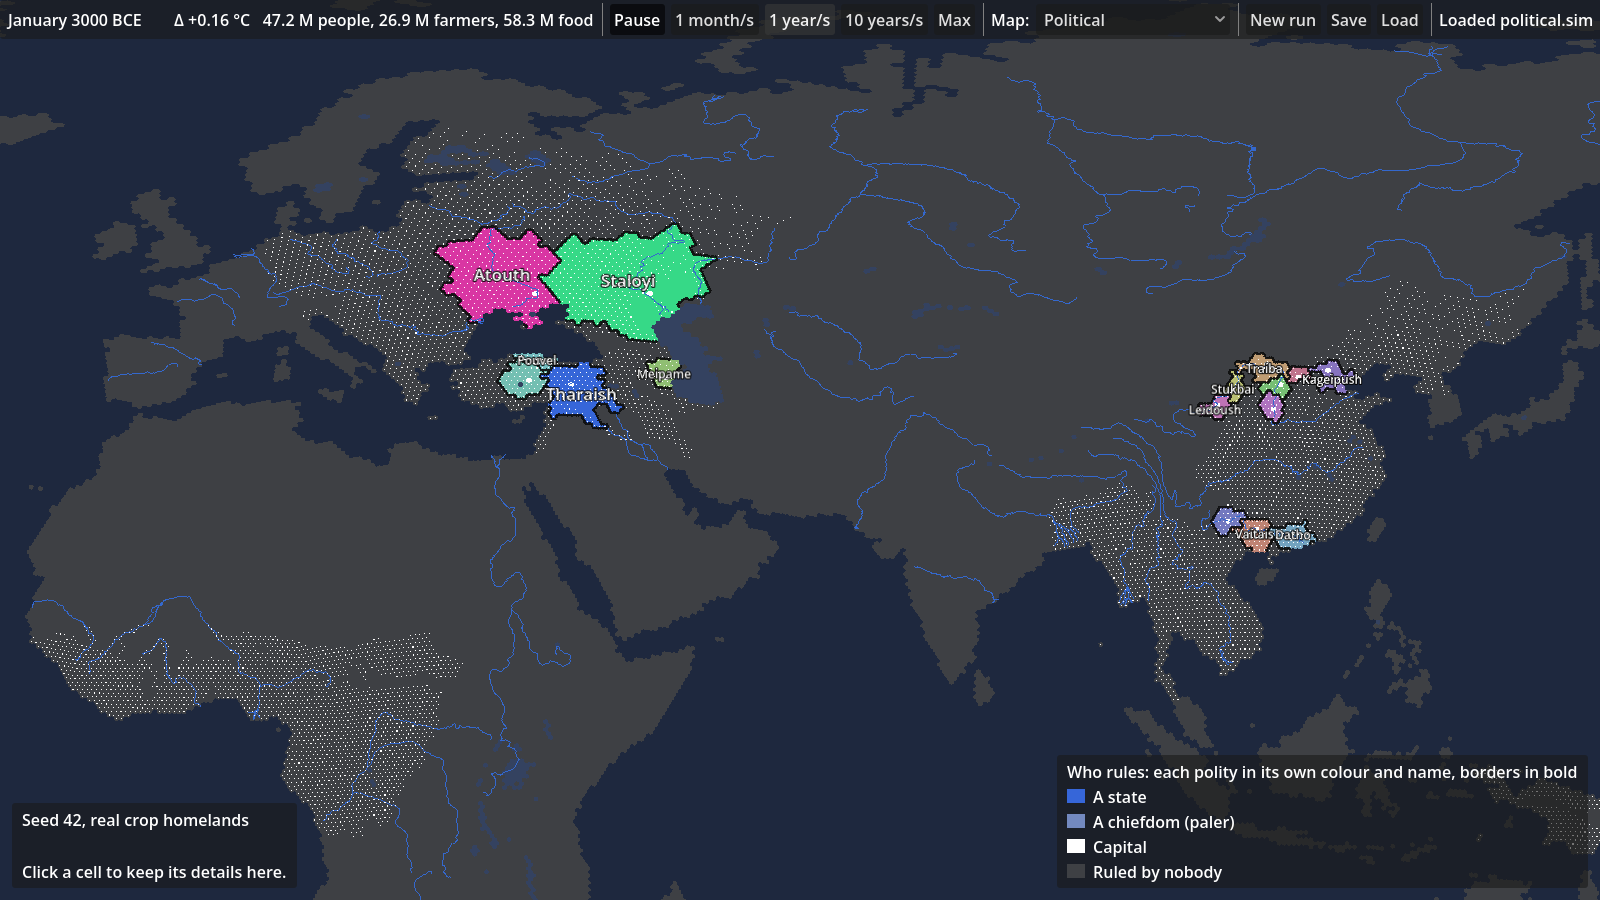 January 3000 BCE Δ +0.16 °C 47.2 M people, 26.9 M farmers, 58.3 M food Pause 1 month/s 1 year/s 10 years/s Max Map: Political New run Save Load Loaded political.sim
Atouth
Staloyi
Pouvel
Tharaish
Meipame
Traiba
Kageipush
Stukbai
Leidoush
Vaitais
Datho
Who rules: each polity in its own colour and name, borders in bold
A state
A chiefdom (paler)
Capital
Ruled by nobody
Seed 42, real crop homelands
Click a cell to keep its details here.